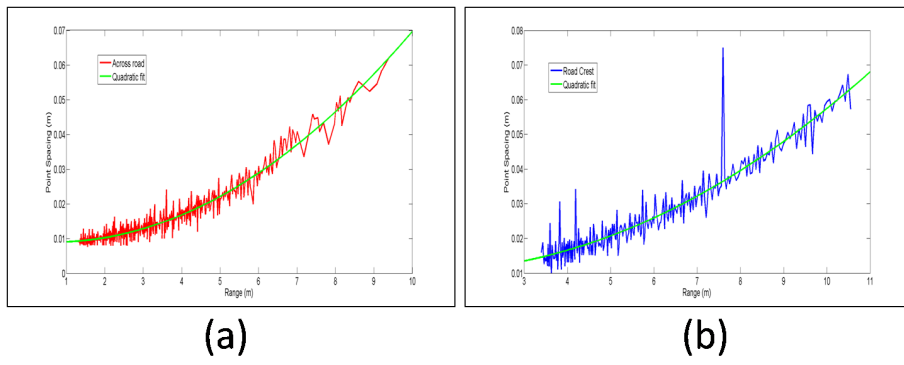 0.07
0.06
0.05
0.04
0.03
0.02
0.01
0
Point Spacing (m)
Across road
Quadratic fit
1 2 3 4 5 6 7 8 9 10
Range (m)
(a)
0.08
0.07
0.06
0.05
0.04
0.03
0.02
0.01
Point Spacing (m)
Road Crest
Quadratic fit
3 4 5 6 7 8 9 10 11
Range (m)
(b)